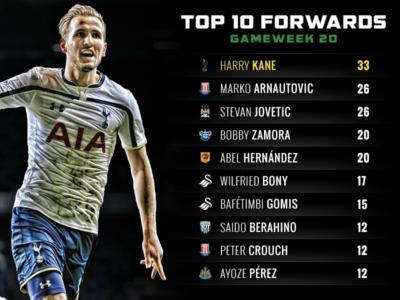 TOP 10 FORWARDS
GAMEWEEK 20
HARRY KANE 33
MARKO ARNAUTOVIC 26
STEVAN JOVETIC 26
BOBBY ZAMORA 20
ABEL HERNÁNDEZ 20
WILFRIED BONY 17
BAFÉTIMBI GOMIS 15
SAIDO BERAHINO 12
PETER CROUCH 12
AYOZE PÉREZ 12
AIA